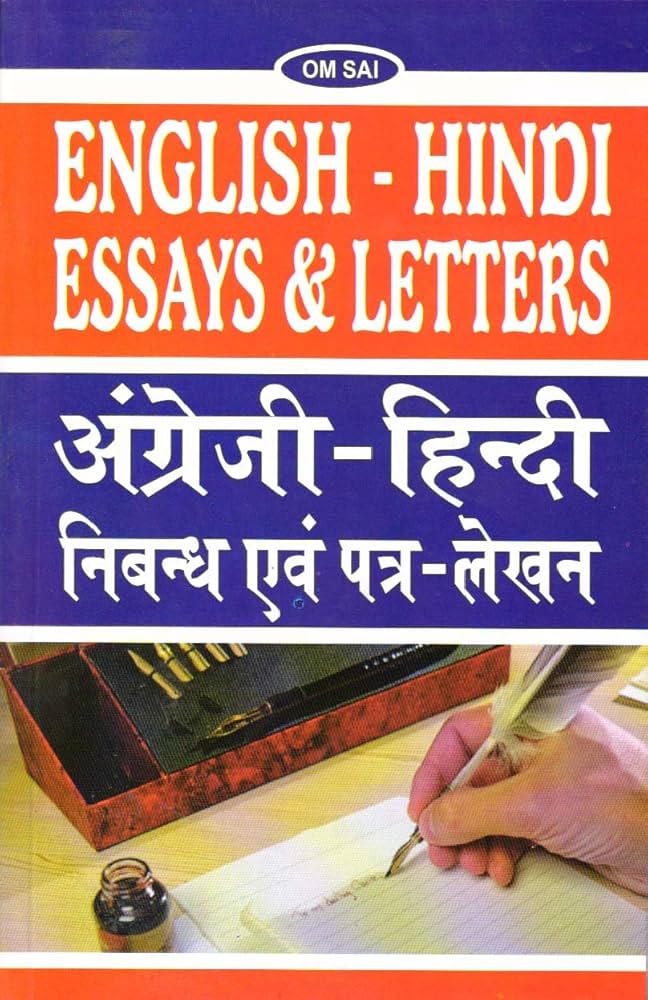 OM SAI
ENGLISH - HINDI
ESSAYS & LETTERS
अंग्रेजी-हिन्दी
निबन्ध एवं पत्र-लेखन